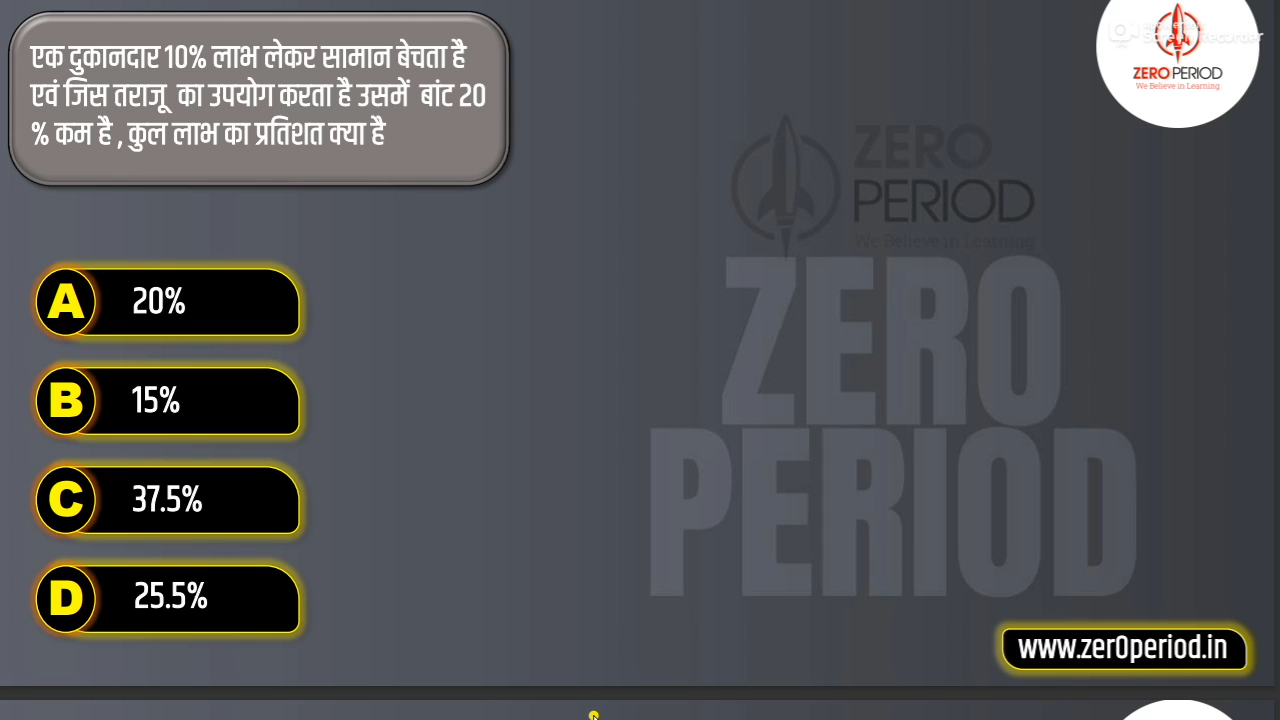 एक दुकानदार 10% लाभ लेकर सामान बेचता है
एवं जिस तराजू का उपयोग करता है उसमें बांट 20
% कम है , कुल लाभ का प्रतिशत क्या है
ZERO PERIOD
We Believe in Learning
ZERO
PERIOD
We Believe in Learning
ZERO
PERIOD
A 20%
B 15%
C 37.5%
D 25.5%
www.zer0period.in